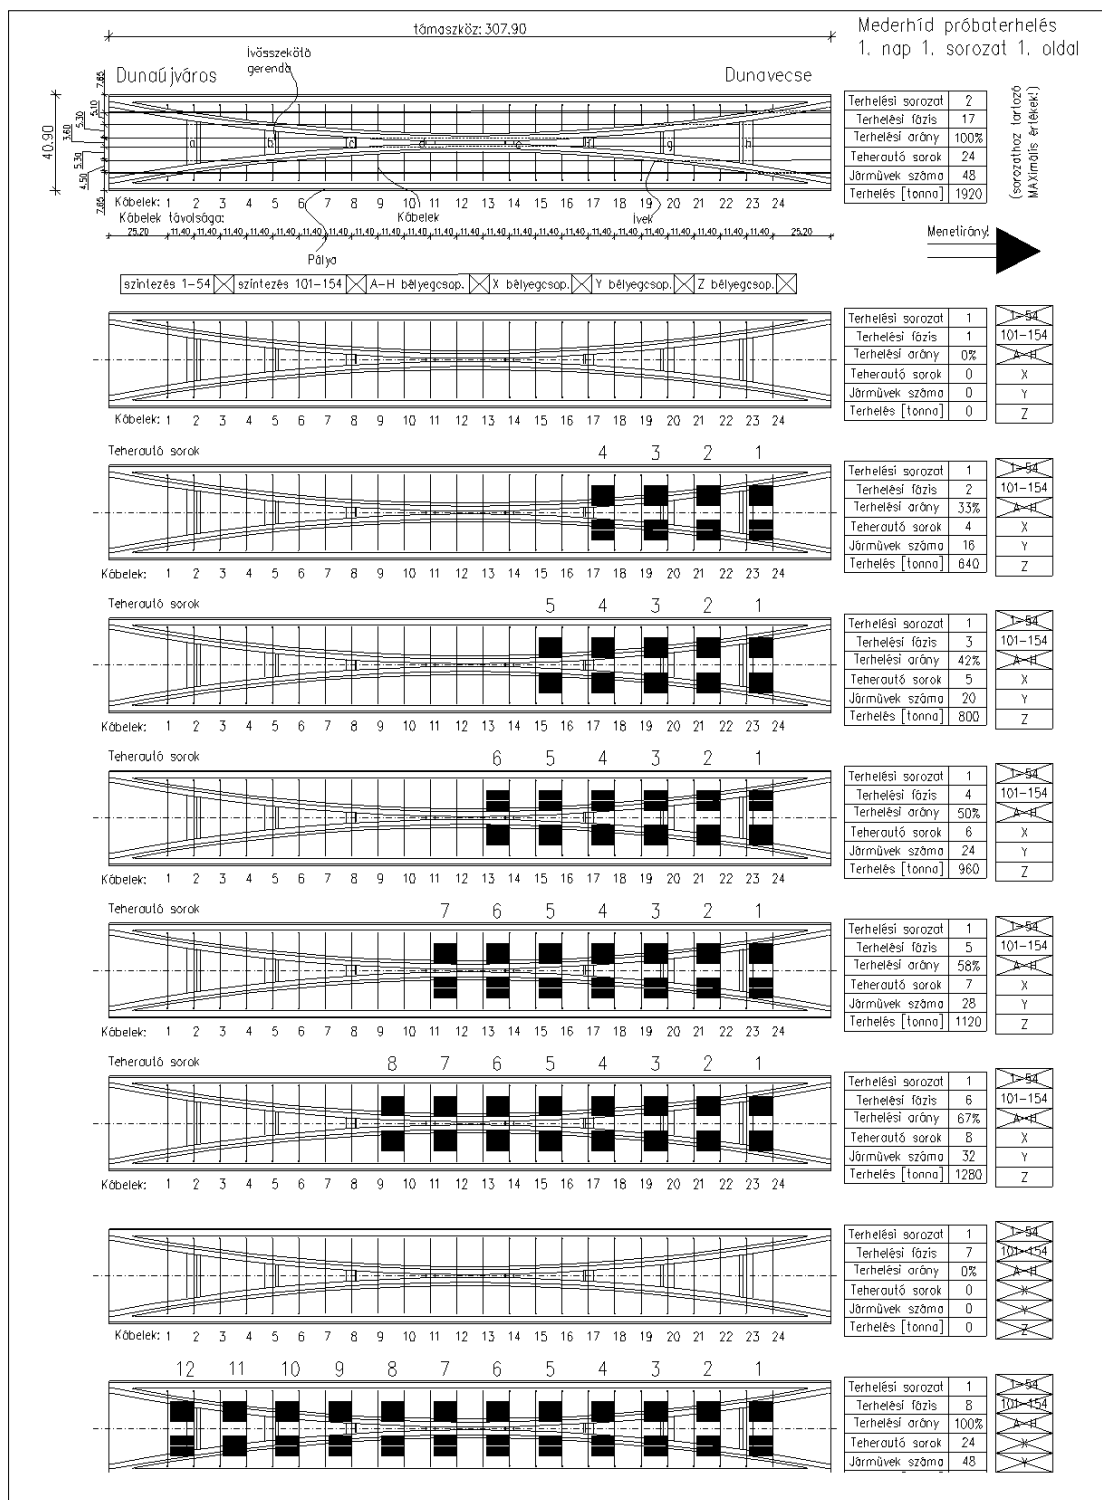 támaszköz: 307.90
Mederhíd próbaterhelés
1. nap 1. sorozat 1. oldal
Ívösszekötő
gerenda
Dunaújváros
Dunavecse
40.90
7.65
5.10
5.30
3.60
5.30
4.50
7.65
a b c d e f g h
Terhelési sorozat 2
Terhelési fázis 17
Terhelési arány 100%
Teherautó sorok 24
Járművek száma 48
Terhelés [tonna] 1920
(sorozathoz tartozó
MAXimális értékek!)
Kábelek: 1 2 3 4 5 6 7 8 9 10 11 12 13 14 15 16 17 18 19 20 21 22 23 24
Kábelek távolsága:
Kábelek
Ívek
25.20 11.40 11.40 11.40 11.40 11.40 11.40 11.40 11.40 11.40 11.40 11.40 11.40 11.40 11.40 11.40 11.40 11.40 11.40 11.40 11.40 11.40 11.40 11.40 25.20
Pálya
Menetirány!
szintezés 1-54 szintezés 101-154 A-H bélyegcsop. X bélyegcsop. Y bélyegcsop. Z bélyegcsop.
Terhelési sorozat 1 1-54
Terhelési fázis 1 101-154
Terhelési arány 0% A-H
Teherautó sorok 0 X
Járművek száma 0 Y
Terhelés [tonna] 0 Z
Kábelek: 1 2 3 4 5 6 7 8 9 10 11 12 13 14 15 16 17 18 19 20 21 22 23 24
Teherautó sorok 4 3 2 1
Terhelési sorozat 1 1-54
Terhelési fázis 2 101-154
Terhelési arány 33% A-H
Teherautó sorok 4 X
Járművek száma 16 Y
Terhelés [tonna] 640 Z
Kábelek: 1 2 3 4 5 6 7 8 9 10 11 12 13 14 15 16 17 18 19 20 21 22 23 24
Teherautó sorok 5 4 3 2 1
Terhelési sorozat 1 1-54
Terhelési fázis 3 101-154
Terhelési arány 42% A-H
Teherautó sorok 5 X
Járművek száma 20 Y
Terhelés [tonna] 800 Z
Kábelek: 1 2 3 4 5 6 7 8 9 10 11 12 13 14 15 16 17 18 19 20 21 22 23 24
Teherautó sorok 6 5 4 3 2 1
Terhelési sorozat 1 1-54
Terhelési fázis 4 101-154
Terhelési arány 50% A-H
Teherautó sorok 6 X
Járművek száma 24 Y
Terhelés [tonna] 960 Z
Kábelek: 1 2 3 4 5 6 7 8 9 10 11 12 13 14 15 16 17 18 19 20 21 22 23 24
Teherautó sorok 7 6 5 4 3 2 1
Terhelési sorozat 1 1-54
Terhelési fázis 5 101-154
Terhelési arány 58% A-H
Teherautó sorok 7 X
Járművek száma 28 Y
Terhelés [tonna] 1120 Z
Kábelek: 1 2 3 4 5 6 7 8 9 10 11 12 13 14 15 16 17 18 19 20 21 22 23 24
Teherautó sorok 8 7 6 5 4 3 2 1
Terhelési sorozat 1 1-54
Terhelési fázis 6 101-154
Terhelési arány 67% A-H
Teherautó sorok 8 X
Járművek száma 32 Y
Terhelés [tonna] 1280 Z
Kábelek: 1 2 3 4 5 6 7 8 9 10 11 12 13 14 15 16 17 18 19 20 21 22 23 24
Terhelési sorozat 1 1-54
Terhelési fázis 7 101-154
Terhelési arány 0% A-H
Teherautó sorok 0 X
Járművek száma 0 Y
Terhelés [tonna] 0 Z
Kábelek: 1 2 3 4 5 6 7 8 9 10 11 12 13 14 15 16 17 18 19 20 21 22 23 24
12 11 10 9 8 7 6 5 4 3 2 1
Terhelési sorozat 1 1-54
Terhelési fázis 8 101-154
Terhelési arány 100% A-H
Teherautó sorok 24 X
Járművek száma 48 Y